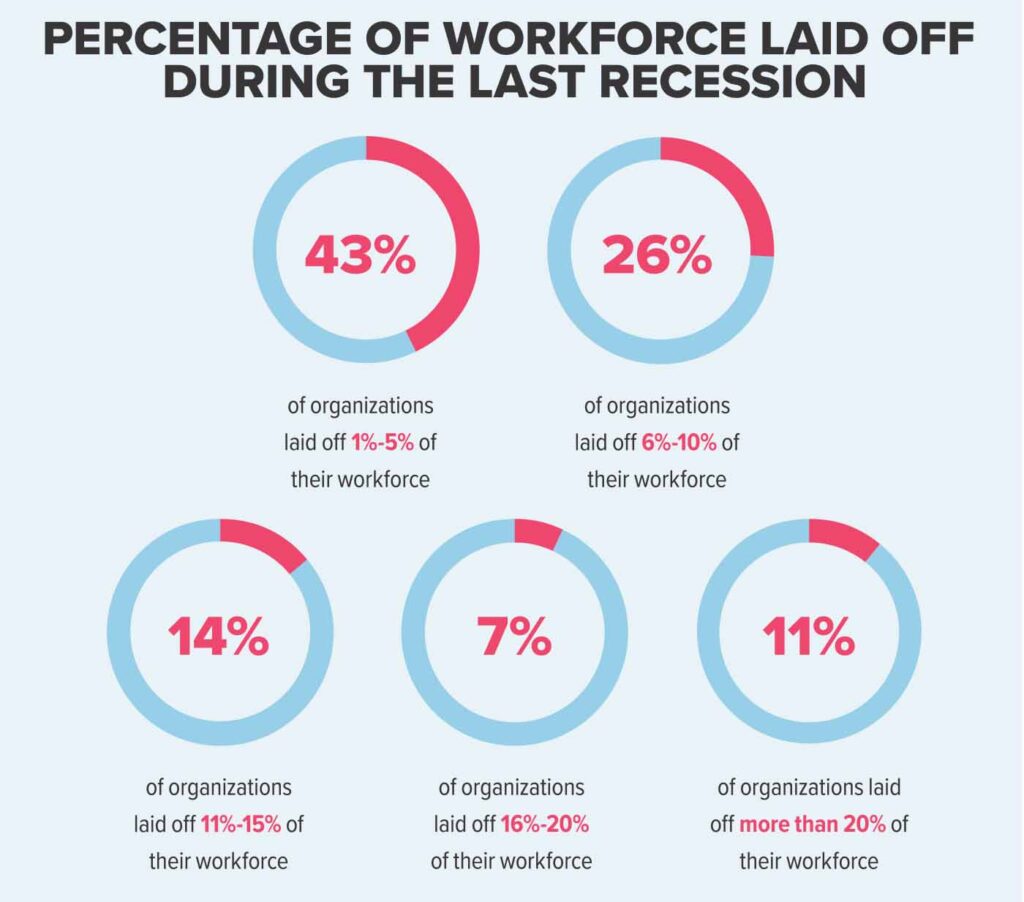 PERCENTAGE OF WORKFORCE LAID OFF
DURING THE LAST RECESSION
43%
of organizations
laid off 1%-5% of
their workforce
26%
of organizations
laid off 6%-10% of
their workforce
14%
of organizations
laid off 11%-15% of
their workforce
7%
of organizations
laid off 16%-20%
of their workforce
11%
of organizations laid
off more than 20% of
their workforce